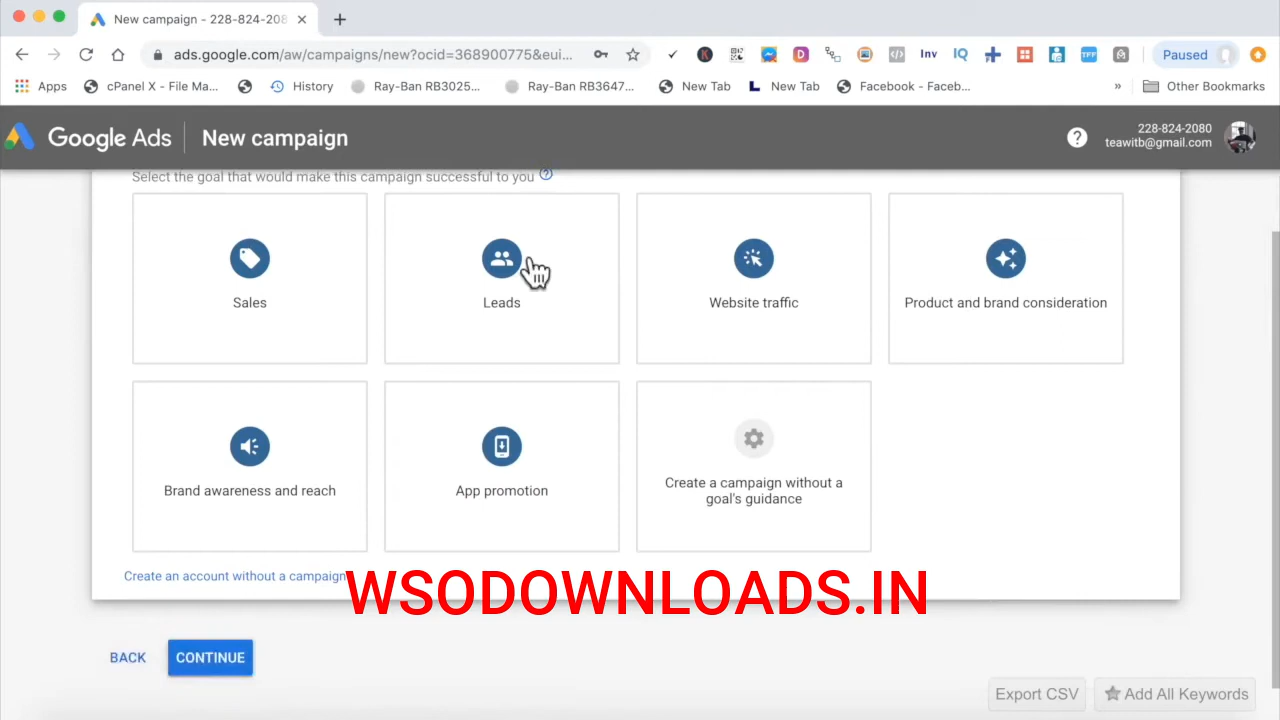 New campaign - 228-824-208
ads.google.com/aw/campaigns/new?ocid=368900775&eui...
Inv
IQ
TFF
Paused
Apps
cPanel X - File Ma...
History
Ray-Ban RB3025...
Ray-Ban RB3647...
New Tab
L New Tab
Facebook - Faceb...
»
Other Bookmarks
Google Ads
New campaign
228-824-2080
teawitb@gmail.com
Select the goal that would make this campaign successful to you
Sales
Leads
Website traffic
Product and brand consideration
Brand awareness and reach
App promotion
Create a campaign without a
goal's guidance
Create an account without a campaign
WSODOWNLOADS.IN
BACK
CONTINUE
Export CSV
Add All Keywords